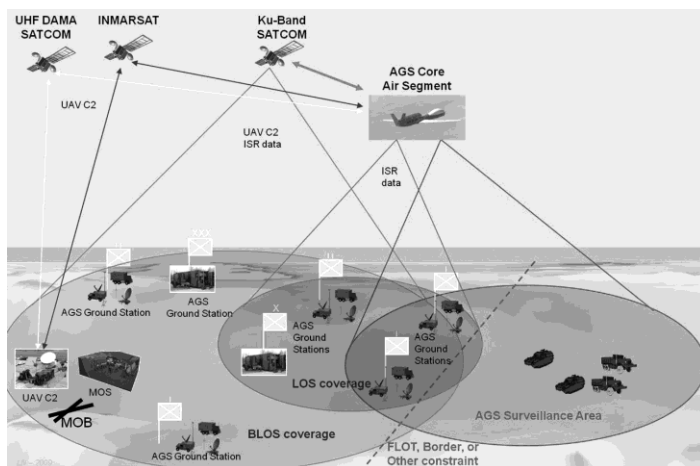 UHF DAMA
SATCOM
INMARSAT
Ku-Band
SATCOM
AGS Core
Air Segment
UAV C2
UAV C2
ISR data
ISR
data
XXX
II
X
I
AGS Ground Station
AGS
Ground Station
AGS
Ground
Stations
AGS
Ground
Stations
UAV C2
MOS
LOS coverage
AGS Surveillance Area
MOB
BLOS coverage
AGS Ground Station
FLOT, Border, or
Other constraint